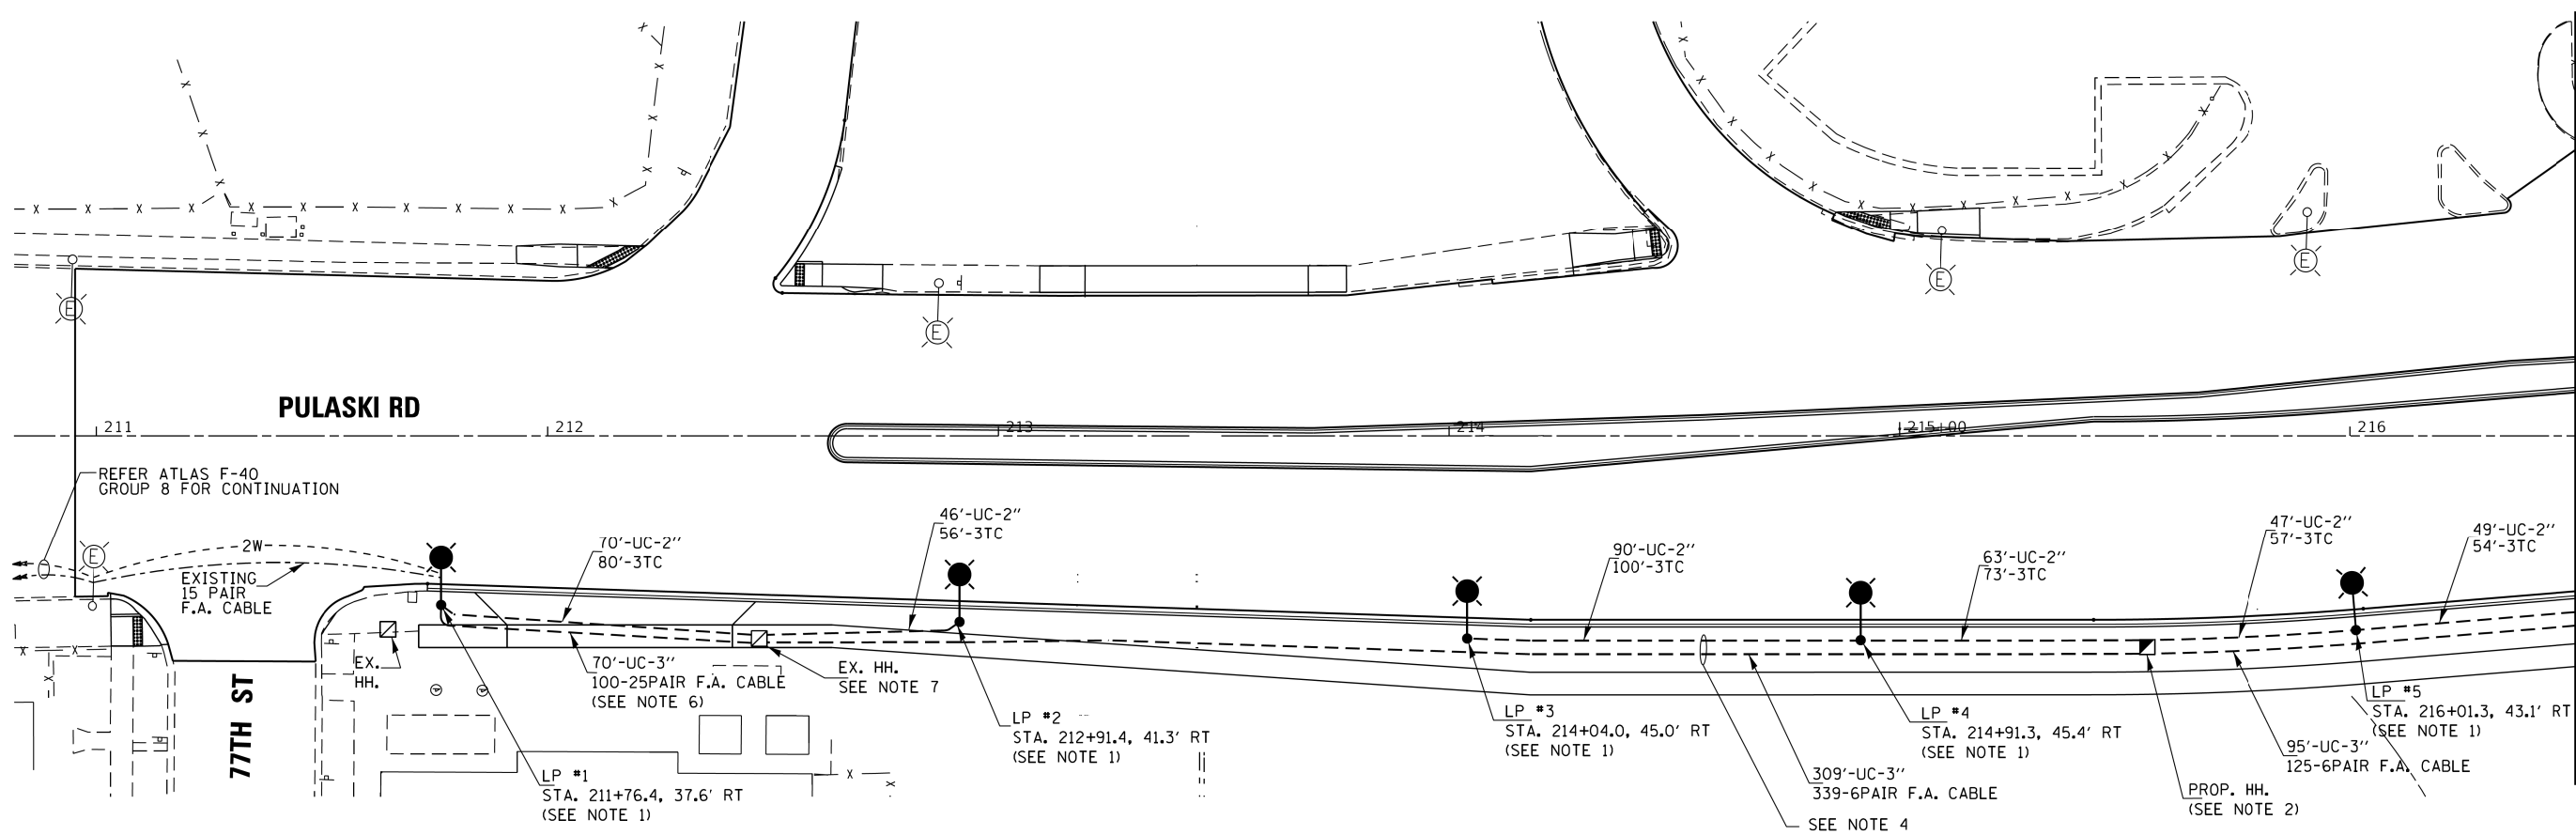 E
E
E
E
PULASKI RD
211
212
213
214
215+00
216
REFER ATLAS F-40
GROUP 8 FOR CONTINUATION
E
2W
EXISTING
15 PAIR
F.A. CABLE
70'-UC-2''
80'-3TC
46'-UC-2''
56'-3TC
90'-UC-2''
100'-3TC
63'-UC-2''
73'-3TC
47'-UC-2''
57'-3TC
49'-UC-2''
54'-3TC
EX.
HH.
70'-UC-3''
100-25PAIR F.A. CABLE
(SEE NOTE 6)
EX. HH.
SEE NOTE 7
77TH ST
LP #1
STA. 211+76.4, 37.6' RT
(SEE NOTE 1)
LP #2
STA. 212+91.4, 41.3' RT
(SEE NOTE 1)
LP #3
STA. 214+04.0, 45.0' RT
(SEE NOTE 1)
LP #4
STA. 214+91.3, 45.4' RT
(SEE NOTE 1)
LP #5
STA. 216+01.3, 43.1' RT
(SEE NOTE 1)
309'-UC-3''
339-6PAIR F.A. CABLE
SEE NOTE 4
95'-UC-3''
125-6PAIR F.A. CABLE
PROP. HH.
(SEE NOTE 2)